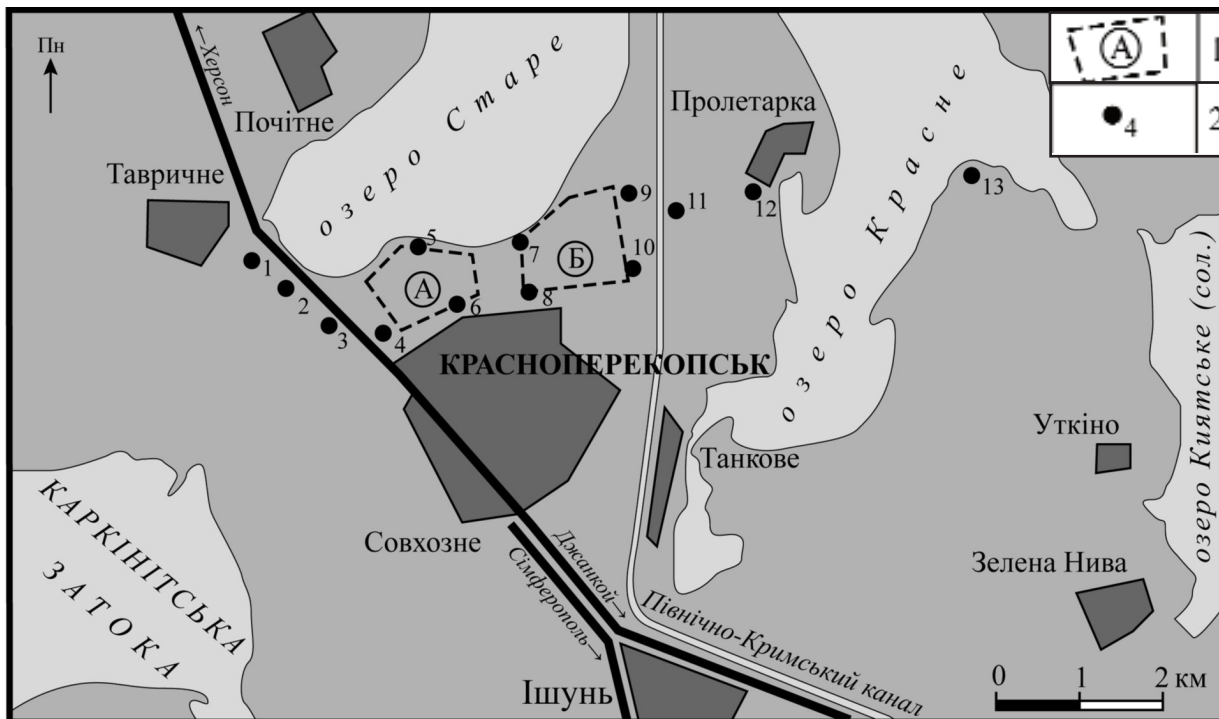 Пн
←Херсон
Почітне
озеро Старе
Пролетарка
А
4
2
Тавричне
озеро Красне
13
9
11
12
5
7
Б
10
1
2
А
6
8
3
4
КРАСНОПЕРЕКОПСЬК
озеро Киятське (сол.)
Уткіно
Танкове
КАРКІНІТСЬКА
ЗАТОКА
Совхозне
Джанкой→
Сімферополь→
Зелена Нива
Північно-Кримський канал
Ішунь
0 1 2 км